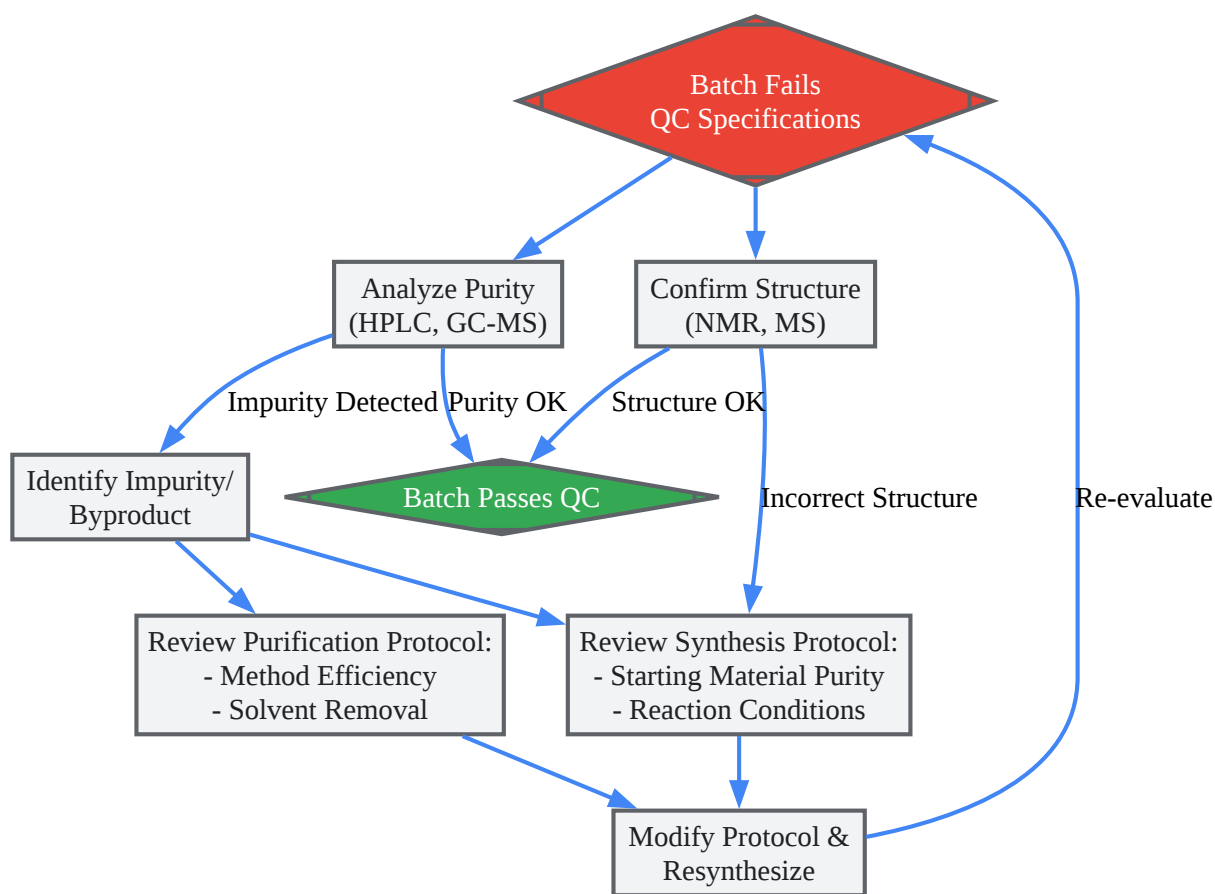 Batch Fails
QC Specifications
Analyze Purity
(HPLC, GC-MS)
Confirm Structure
(NMR, MS)
Impurity Detected
Purity OK
Structure OK
Identify Impurity/
Byproduct
Batch Passes QC
Incorrect Structure
Re-evaluate
Review Purification Protocol:
- Method Efficiency
- Solvent Removal
Review Synthesis Protocol:
- Starting Material Purity
- Reaction Conditions
Modify Protocol &
Resynthesize